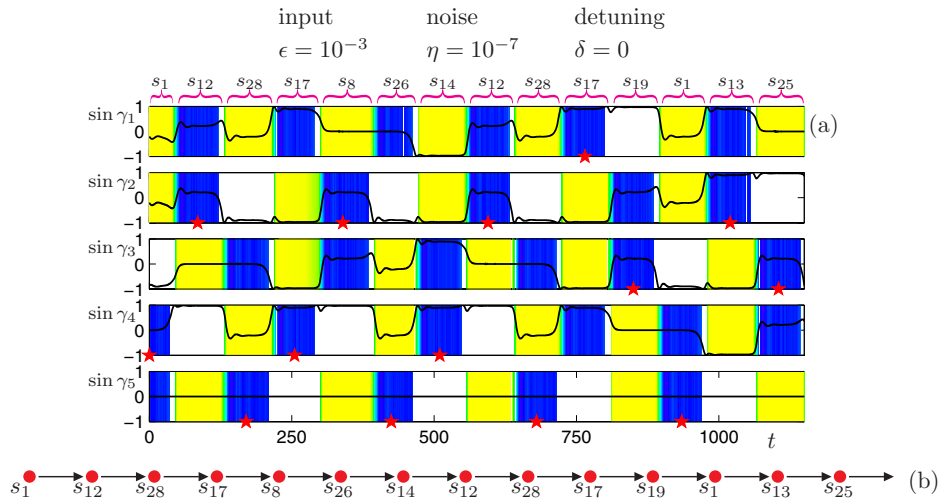 input noise detuning
ϵ = 10⁻³ η = 10⁻⁷ δ = 0
s₁ s₁₂ s₂₈ s₁₇ s₈ s₂₆ s₁₄ s₁₂ s₂₈ s₁₇ s₁₉ s₁ s₁₃ s₂₅
sin γ₁ 1 0 −1 (a)
sin γ₂ 1 0 −1
sin γ₃ 1 0 −1
sin γ₄ 1 0 −1
sin γ₅ 1 0 −1
0 250 500 750 1000 t
s₁ s₁₂ s₂₈ s₁₇ s₈ s₂₆ s₁₄ s₁₂ s₂₈ s₁₇ s₁₉ s₁ s₁₃ s₂₅ (b)